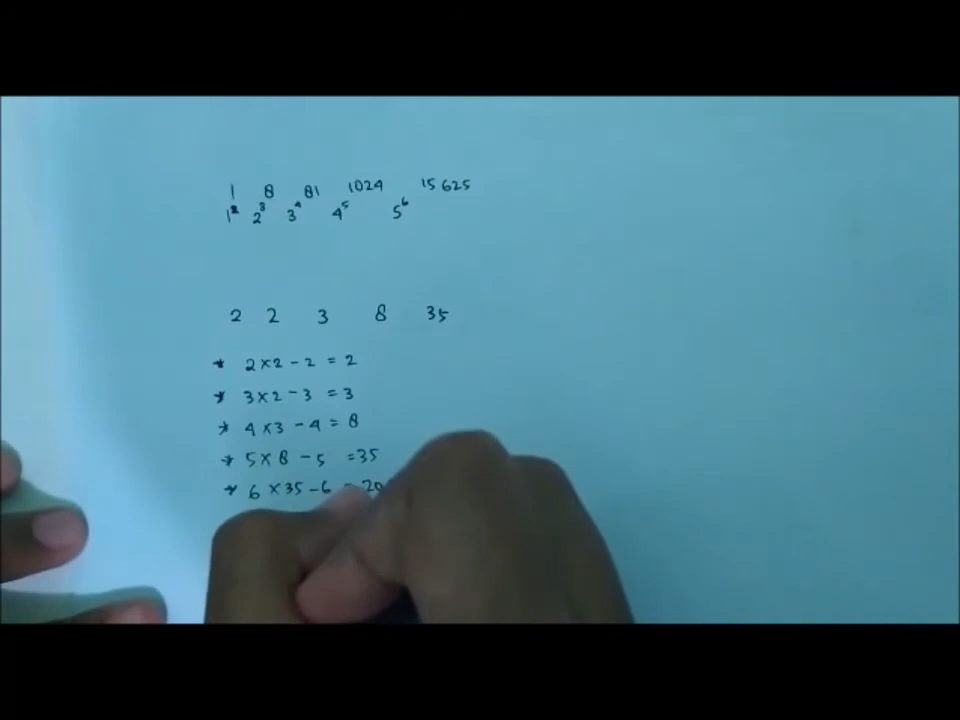 1 8 81 1024 15625
1² 2³ 3⁴ 4⁵ 5⁶
2 2 3 8 35
* 2×2-2=2
* 3×2-3=3
* 4×3-4=8
* 5×8-5=35
* 6×35-6=20